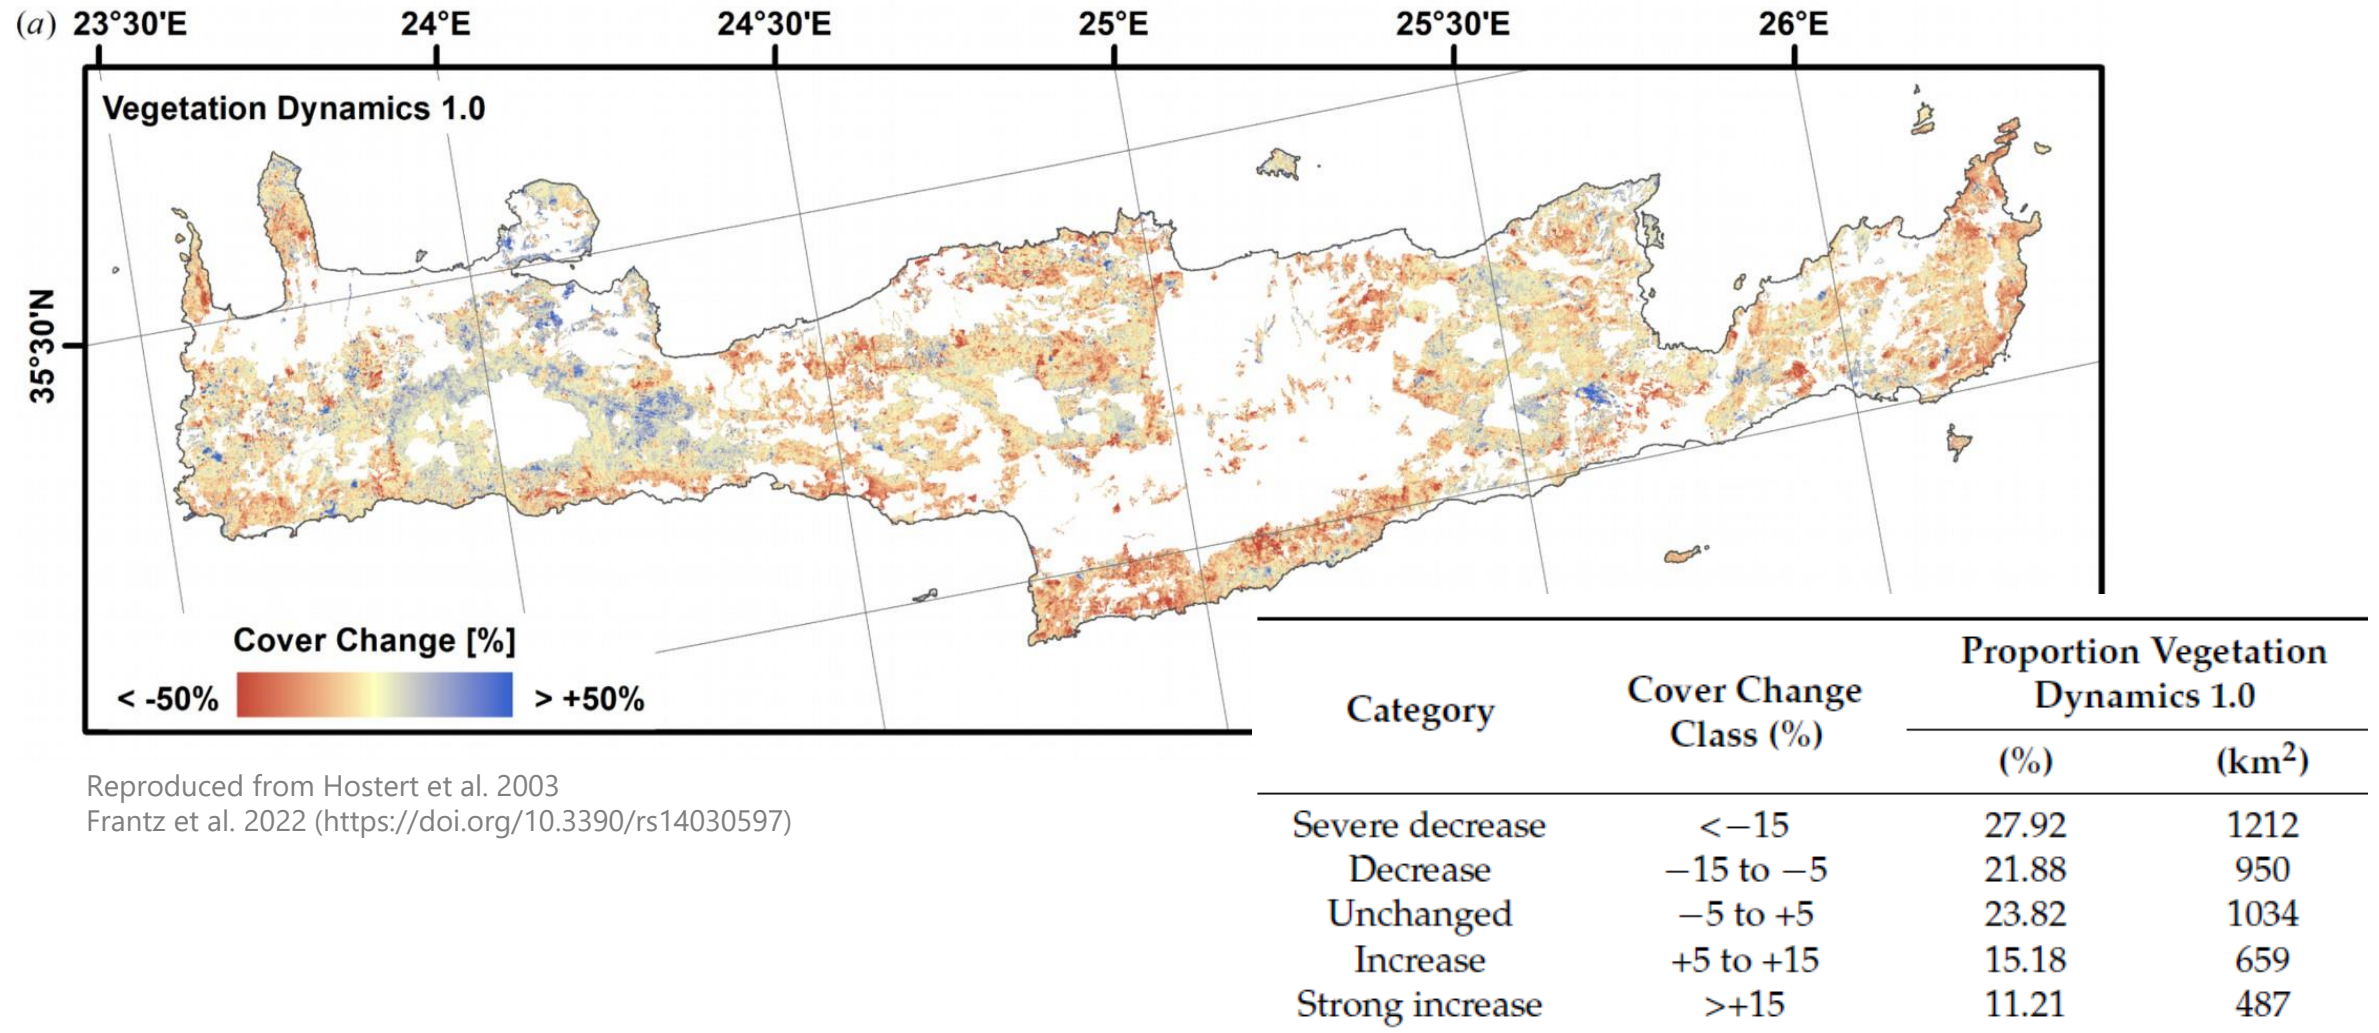 (a) 23°30'E 24°E 24°30'E 25°E 25°30'E 26°E
Vegetation Dynamics 1.0
35°30'N
Cover Change [%]
< -50% > +50%
Reproduced from Hostert et al. 2003
Frantz et al. 2022 (https://doi.org/10.3390/rs14030597)
Category Cover Change Class (%) Proportion Vegetation Dynamics 1.0
(%) (km²)
Severe decrease <−15 27.92 1212
Decrease −15 to −5 21.88 950
Unchanged −5 to +5 23.82 1034
Increase +5 to +15 15.18 659
Strong increase >+15 11.21 487